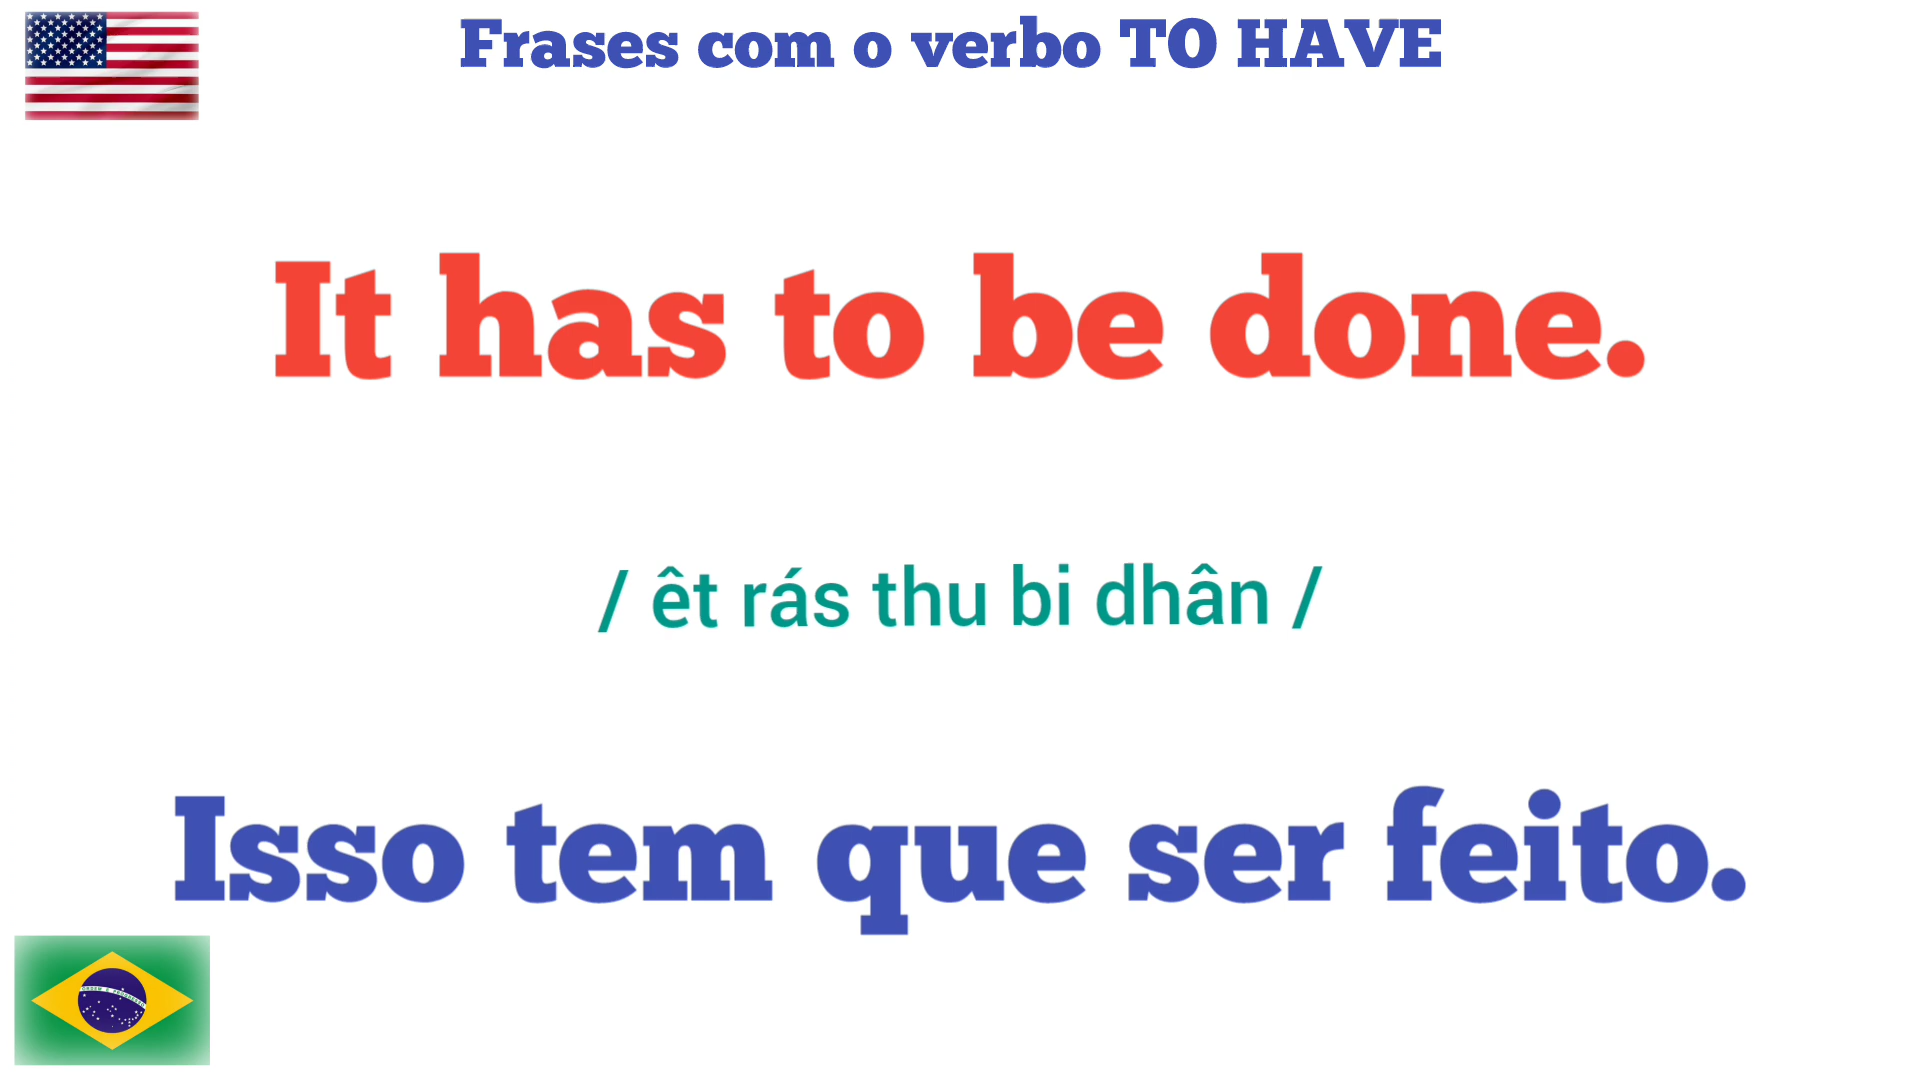 Frases com o verbo TO HAVE
It has to be done.
/ êt rás thu bi dhân /
Isso tem que ser feito.